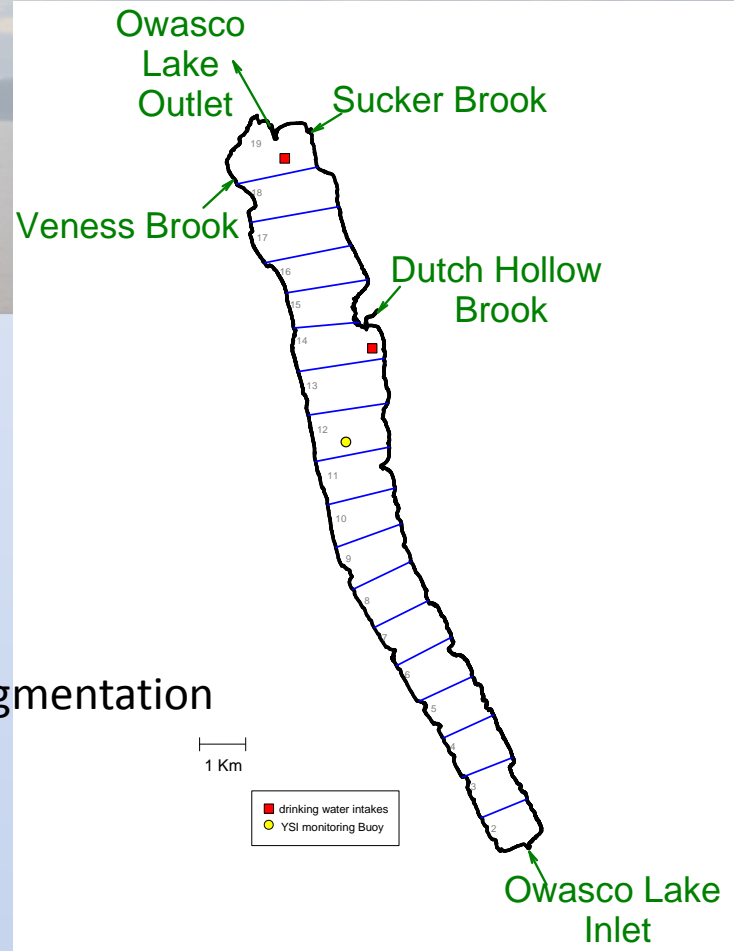 Owasco
Lake
Outlet
Sucker Brook
19
18
Veness Brook
17
16
Dutch Hollow
Brook
15
14
13
12
11
10
9
8
7
6
gmentation
5
4
1 Km
3
drinking water intakes
YSI monitoring Buoy
2
Owasco Lake
Inlet